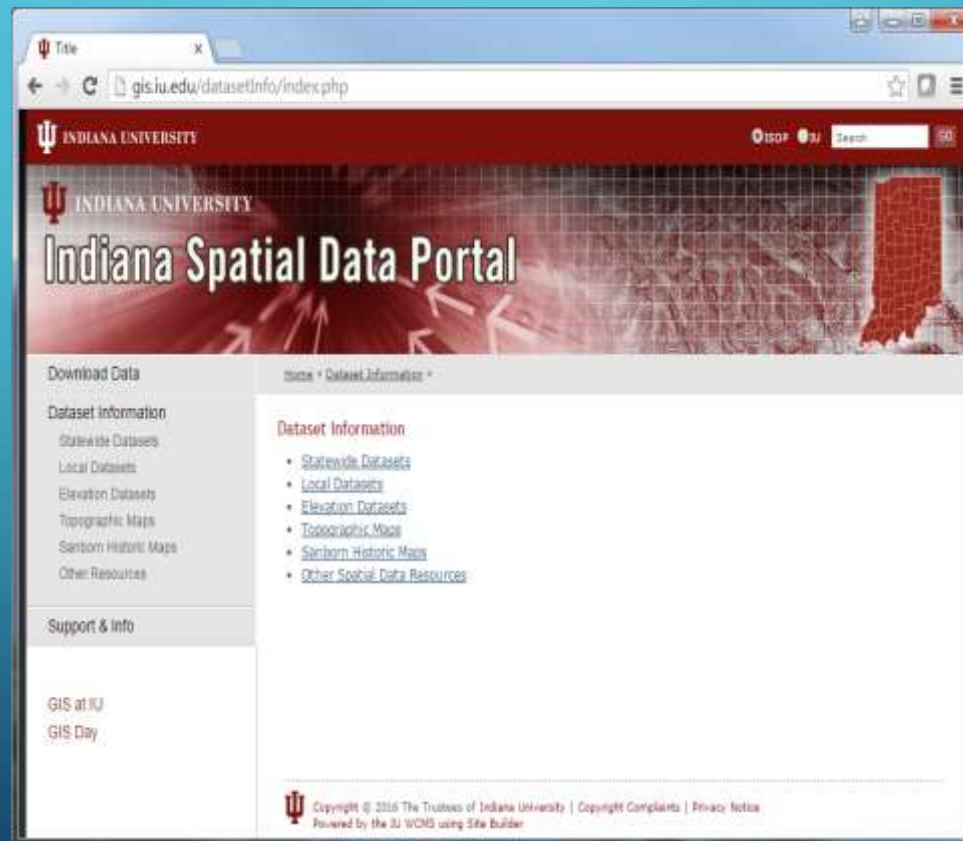 Title x
gis.iu.edu/datasetInfo/index.php
INDIANA UNIVERSITY
ISDP IU Search GO
INDIANA UNIVERSITY
Indiana Spatial Data Portal
Download Data
Home • Dataset Information •
Dataset Information
Statewide Datasets
Local Datasets
Elevation Datasets
Topographic Maps
Sanborn Historic Maps
Other Resources
Support & Info
GIS at IU
GIS Day
Dataset Information
• Statewide Datasets
• Local Datasets
• Elevation Datasets
• Topographic Maps
• Sanborn Historic Maps
• Other Spatial Data Resources
Copyright © 2016 The Trustees of Indiana University | Copyright Complaints | Privacy Notice
Powered by the IU WCMS using Site Builder